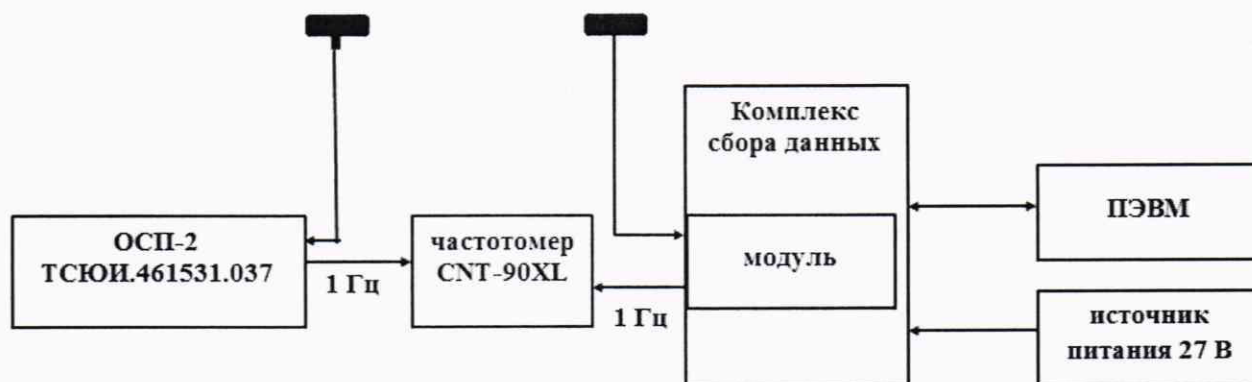 ОСП-2
ТСЮИ.461531.037
1 Гц
частотомер
CNT-90XL
1 Гц
Комплекс
сбора данных
модуль
ПЭВМ
источник
питания 27 В